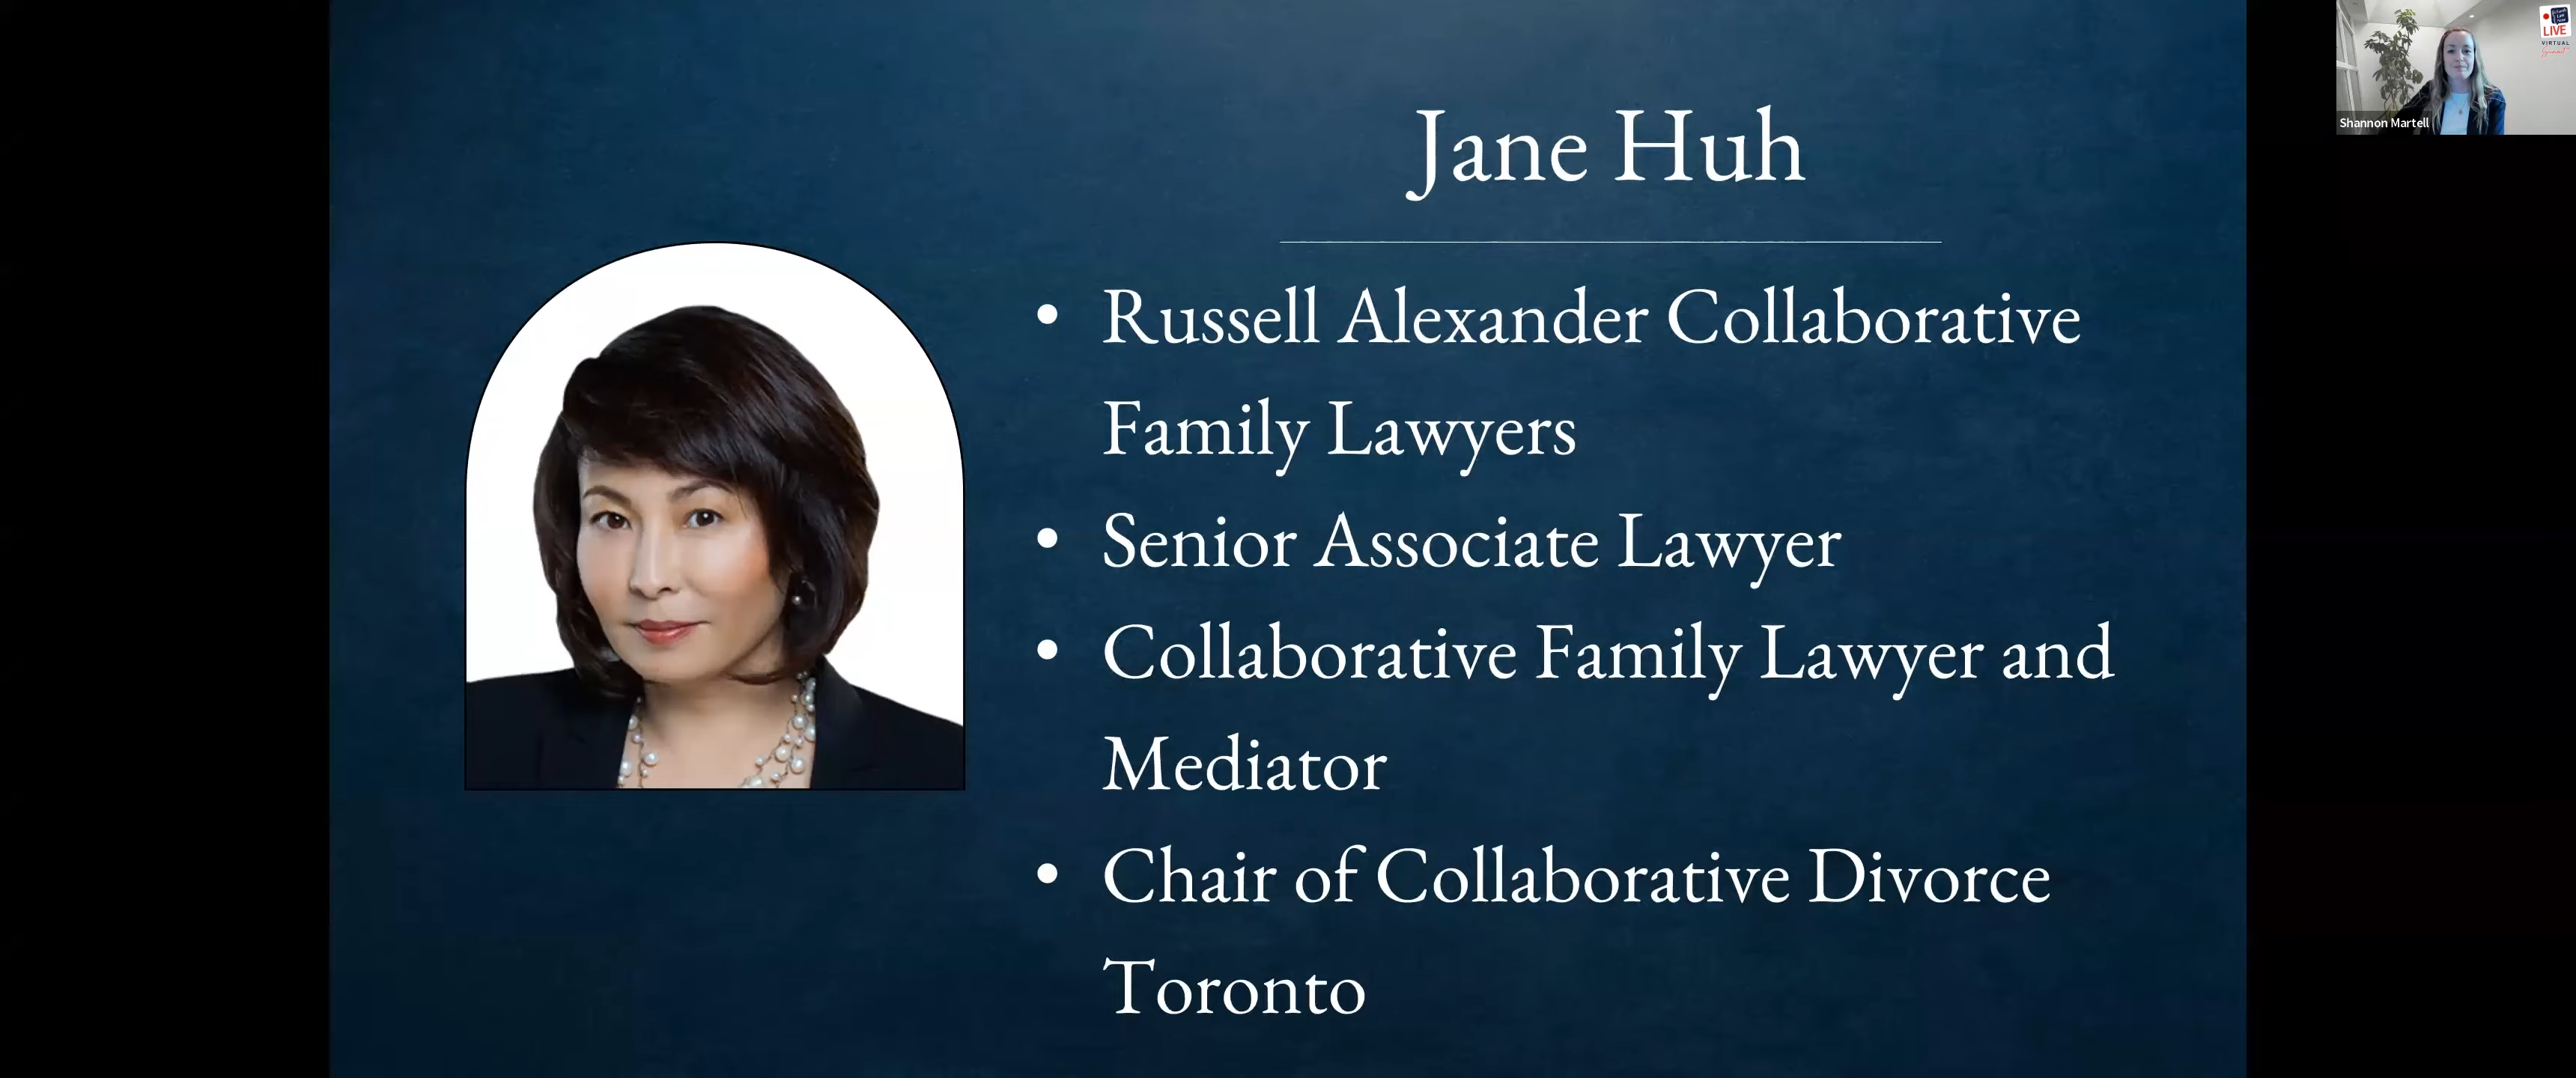 Jane Huh
• Russell Alexander Collaborative
Family Lawyers
• Senior Associate Lawyer
• Collaborative Family Lawyer and
Mediator
• Chair of Collaborative Divorce
Toronto
LIVE
VIRTUAL
Summit
Shannon Martell